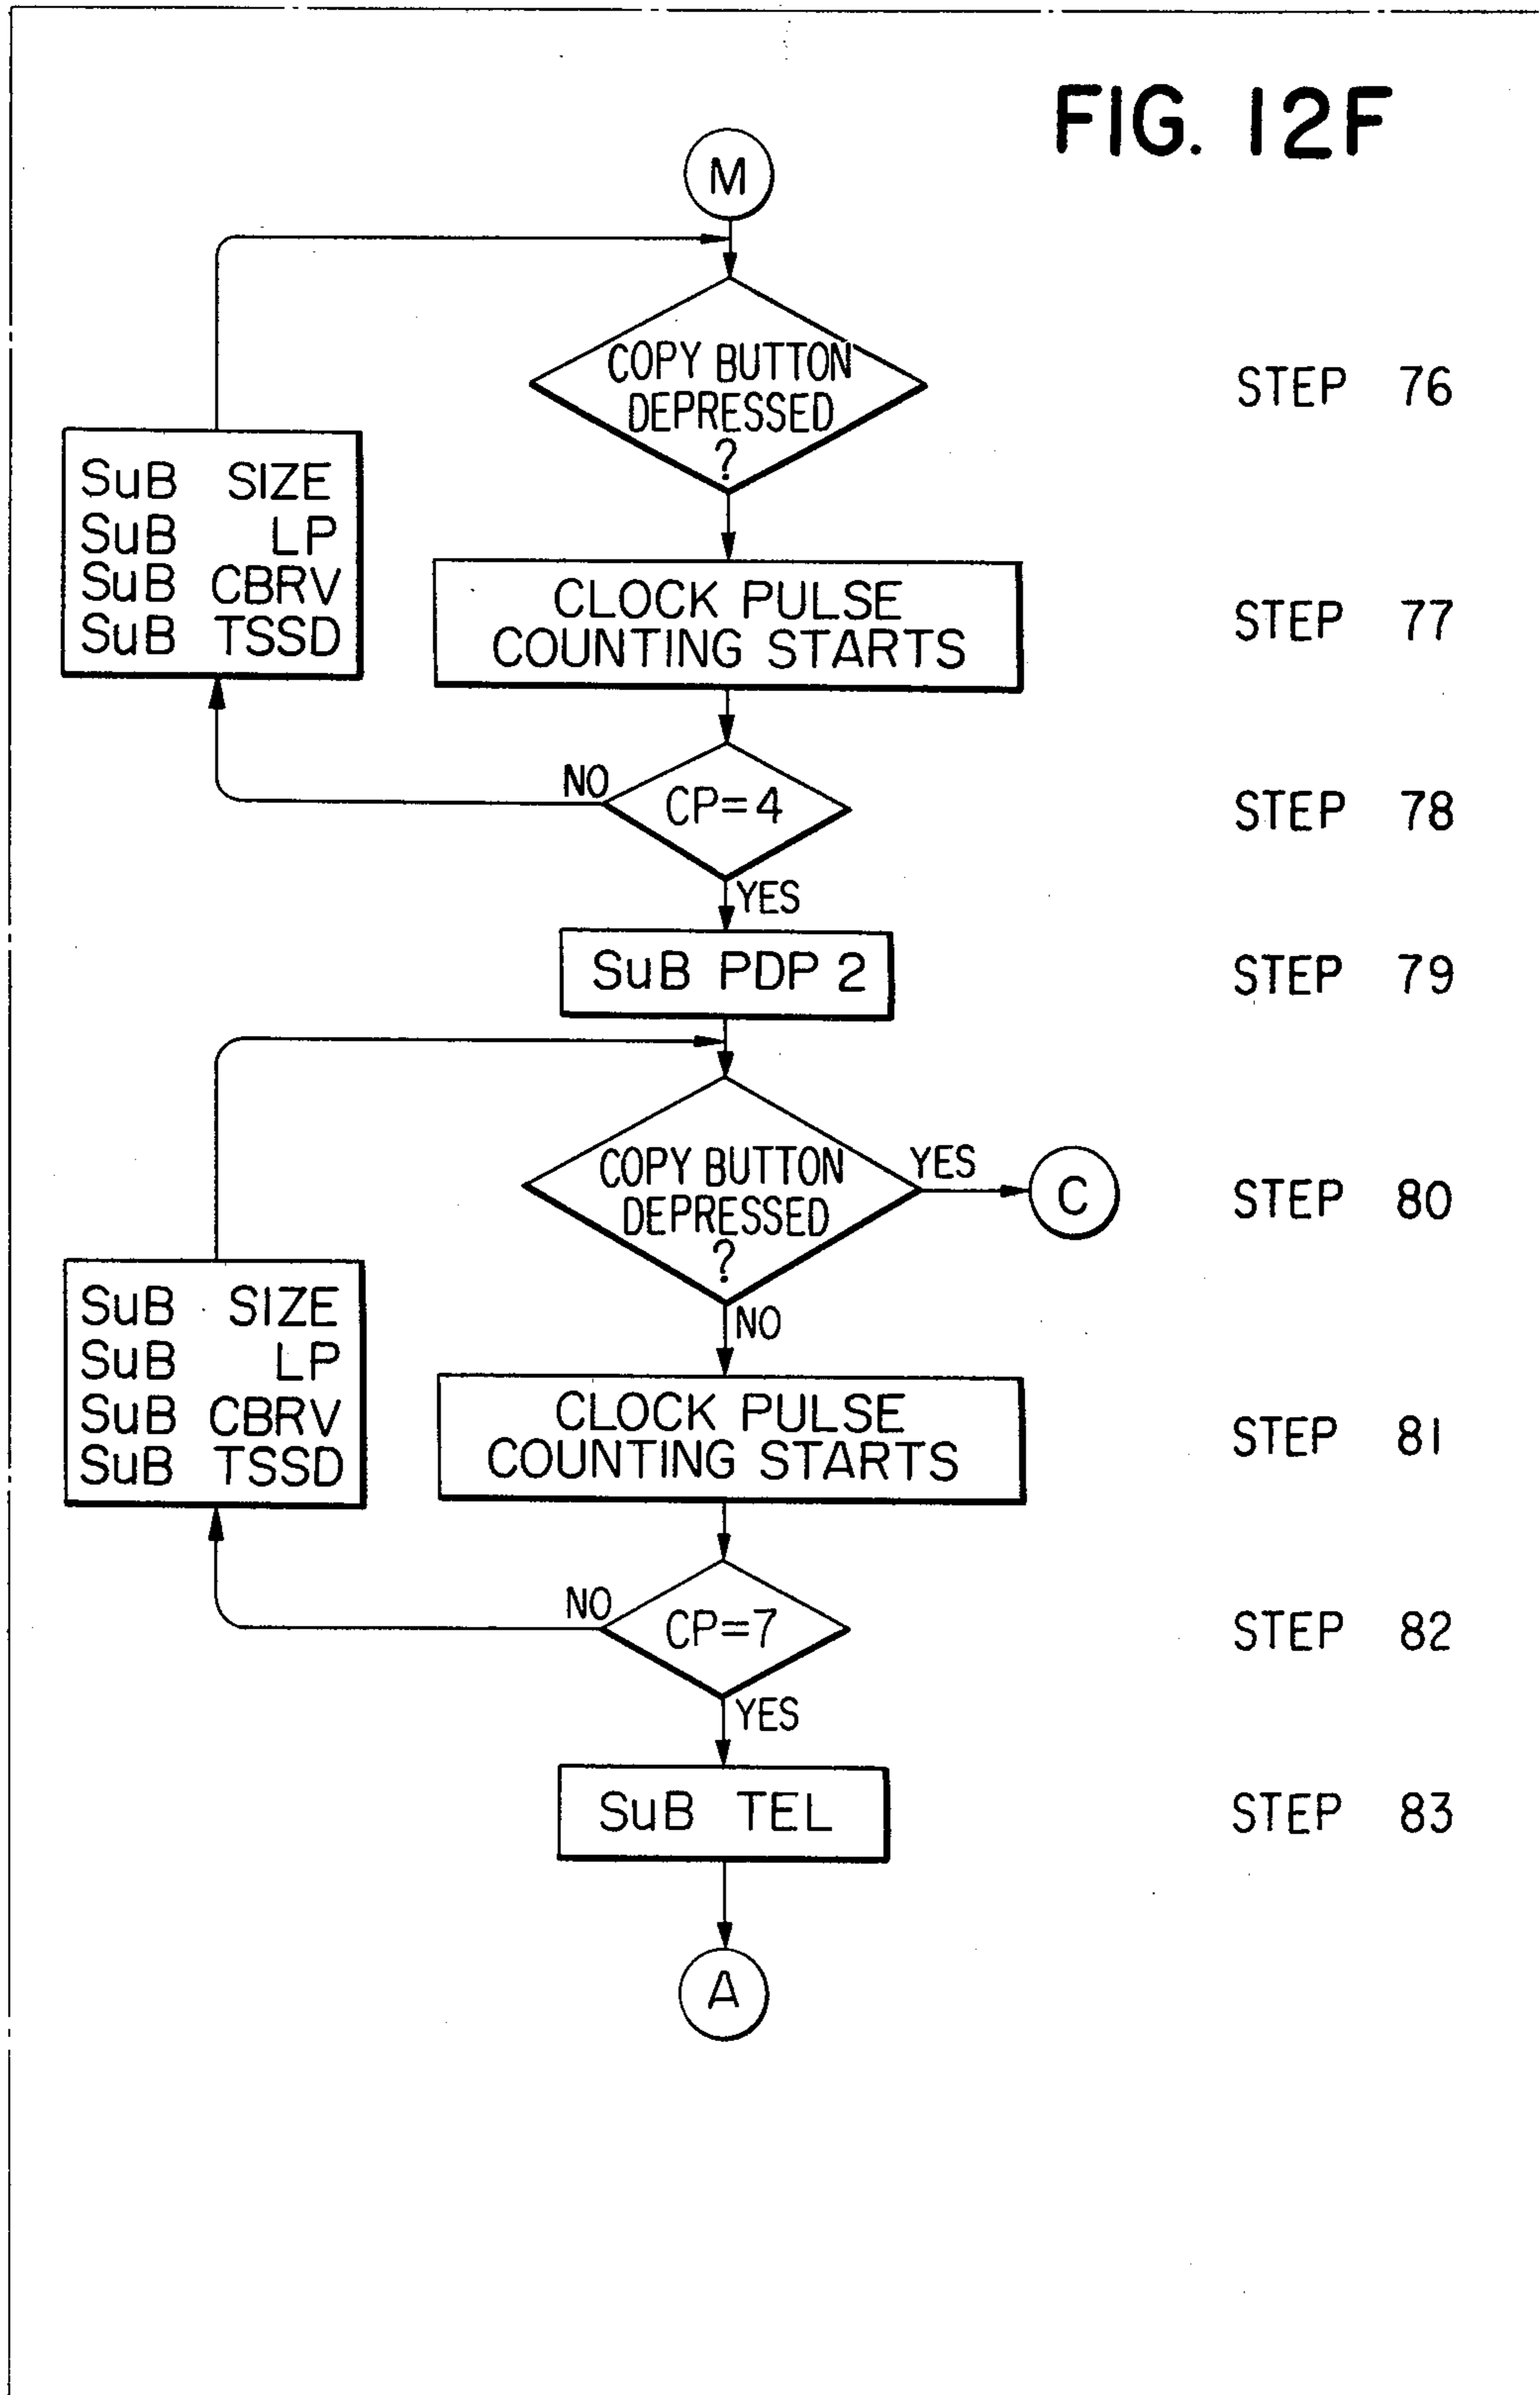 FIG. 12F
M
COPY BUTTON
DEPRESSED
?
STEP 76
SuB SIZE
SuB LP
SuB CBRV
SuB TSSD
CLOCK PULSE
COUNTING STARTS
STEP 77
NO
CP=4
STEP 78
YES
SuB PDP 2
STEP 79
COPY BUTTON
DEPRESSED
?
YES
C
STEP 80
NO
SuB SIZE
SuB LP
SuB CBRV
SuB TSSD
CLOCK PULSE
COUNTING STARTS
STEP 81
NO
CP=7
STEP 82
YES
SuB TEL
STEP 83
A